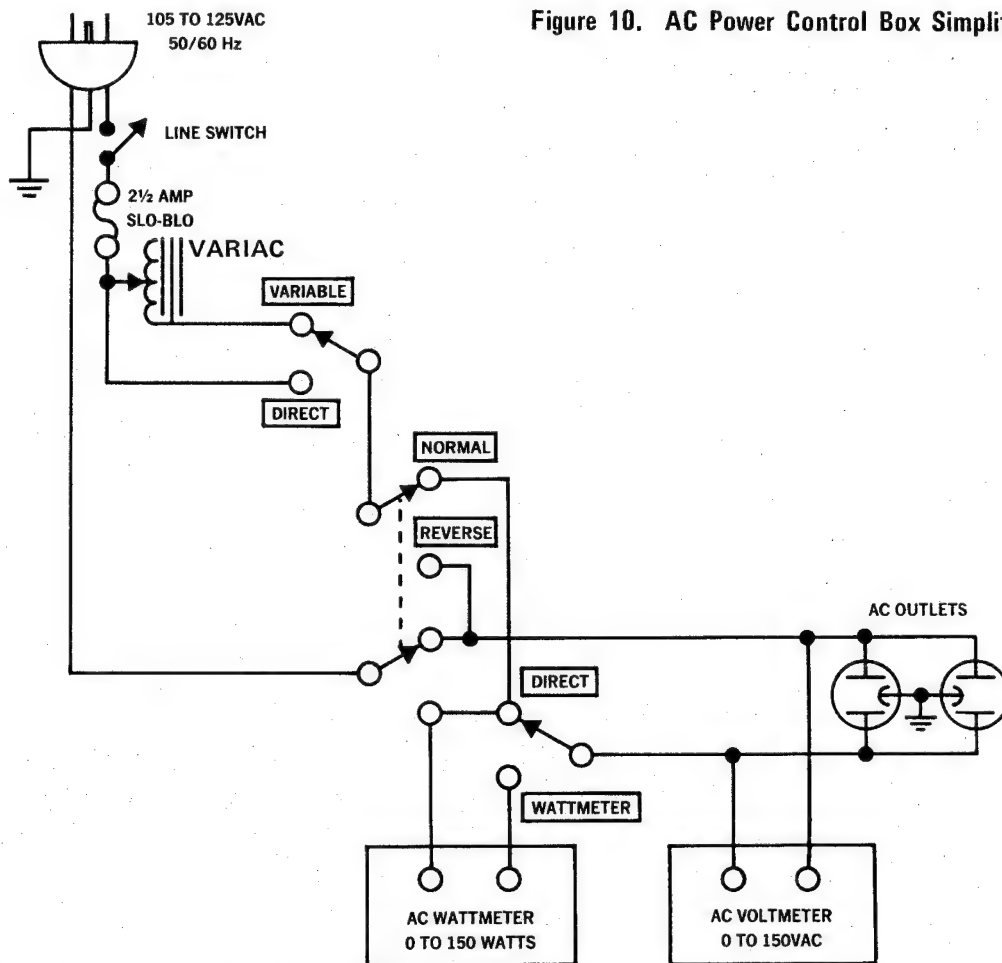 105 TO 125VAC
50/60 Hz
Figure 10. AC Power Control Box
LINE SWITCH
2½ AMP
SLO-BLO
VARIAC
VARIABLE
DIRECT
NORMAL
REVERSE
AC OUTLETS
DIRECT
WATTMETER
AC WATTMETER
0 TO 150 WATTS
AC VOLTMETER
0 TO 150VAC